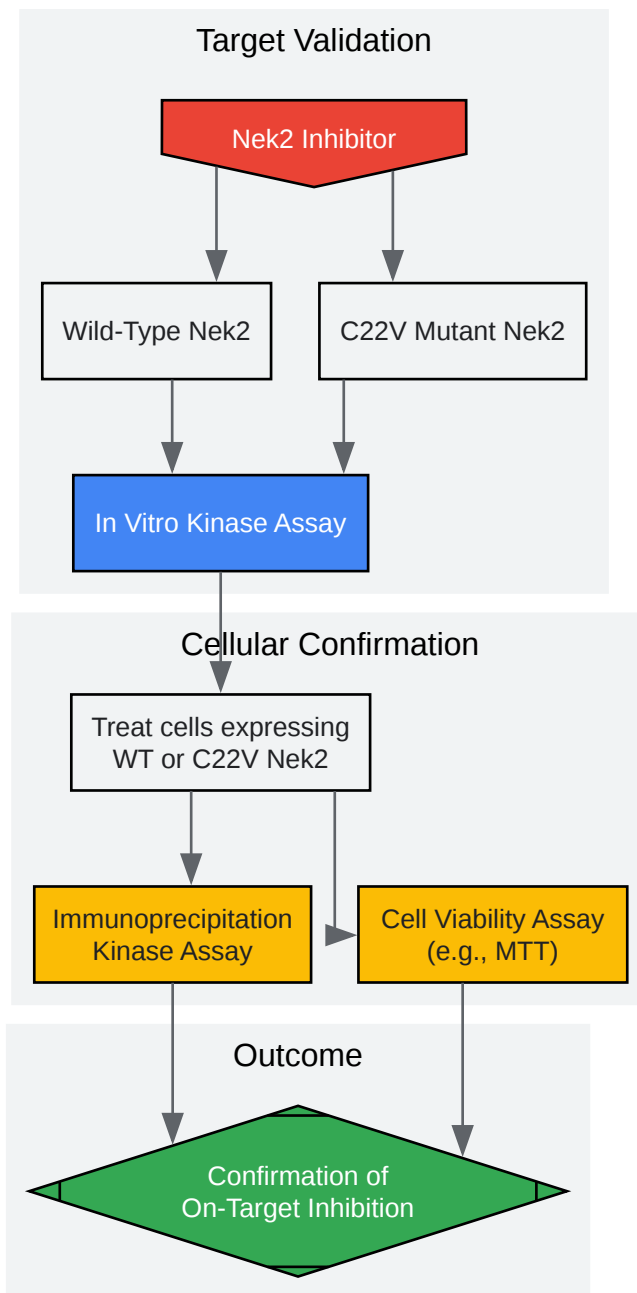 Target Validation
Nek2 Inhibitor
Wild-Type Nek2
C22V Mutant Nek2
In Vitro Kinase Assay
Cellular Confirmation
Treat cells expressing
WT or C22V Nek2
Immunoprecipitation
Kinase Assay
Cell Viability Assay
(e.g., MTT)
Outcome
Confirmation of
On-Target Inhibition